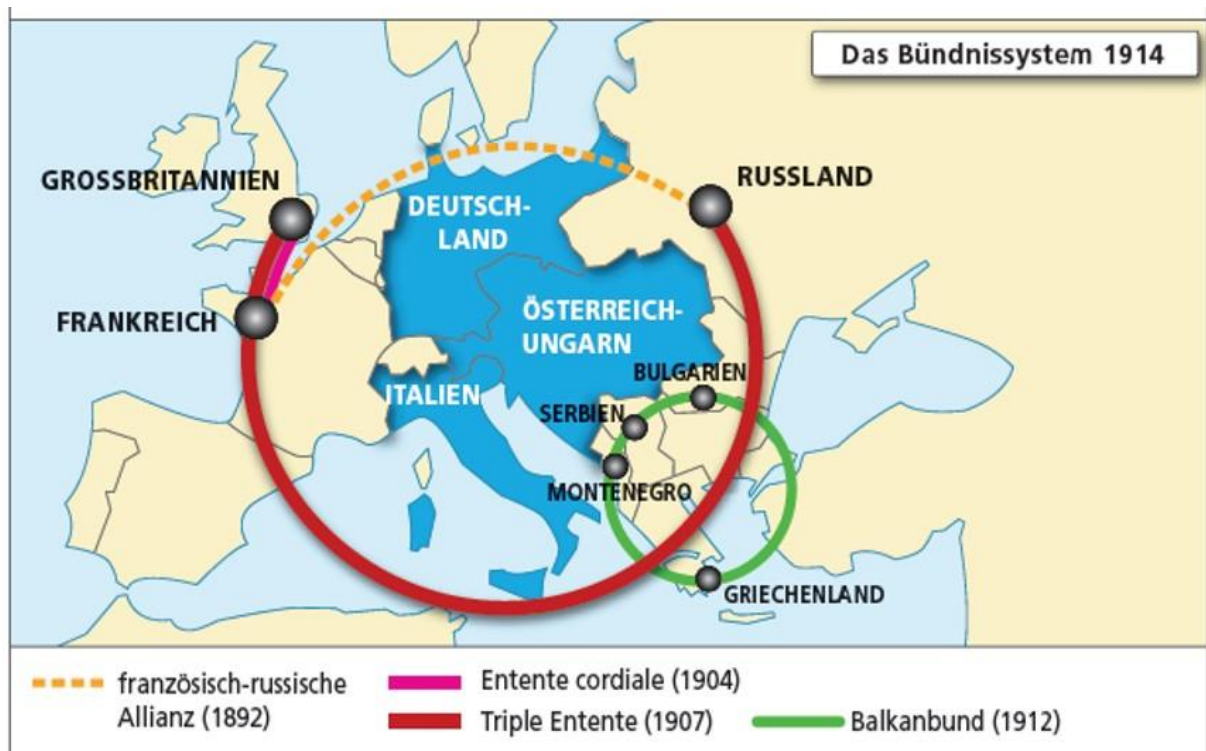 Das Bündnissystem 1914
GROSSBRITANNIEN
RUSSLAND
DEUTSCH-
LAND
FRANKREICH
ÖSTERREICH-
UNGARN
ITALIEN
BULGARIEN
SERBIEN
MONTENEGRO
GRIECHENLAND
französisch-russische
Allianz (1892)
Entente cordiale (1904)
Triple Entente (1907)
Balkanbund (1912)